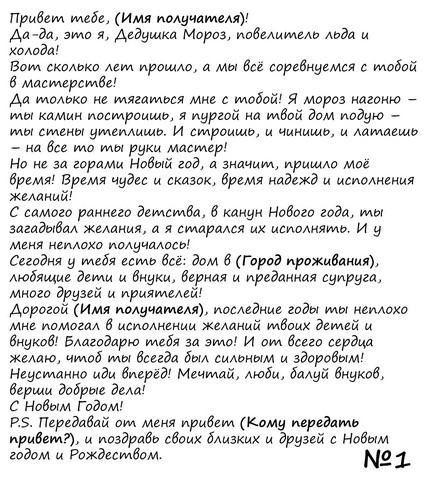 Привет тебе, (Имя получателя)!
Да-да, это я, Дедушка Мороз, повелитель льда и
холода!
Вот сколько лет прошло, а мы всё соревнуемся с тобой
в мастерстве!
Да только не тягаться мне с тобой! Я мороз нагоню –
ты камин построишь, я пургой на твой дом подую –
ты стены утеплишь. И строишь, и чинишь, и латаешь
– на все то ты руки мастер!
Но не за горами Новый год, а значит, пришло моё
время! Время чудес и сказок, время надежд и исполнения
желаний!
С самого раннего детства, в канун Нового года, ты
загадывал желания, а я старался их исполнять. И у
меня неплохо получалось!
Сегодня у тебя есть всё: дом в (Город проживания),
любящие дети и внуки, верная и преданная супруга,
много друзей и приятелей!
Дорогой (Имя получателя), последние годы ты неплохо
мне помогал в исполнении желаний твоих детей и
внуков! Благодарю тебя за это! И от всего сердца
желаю, чтоб ты всегда был сильным и здоровым!
Неустанно иди вперёд! Мечтай, люби, балуй внуков,
верши добрые дела!
С Новым Годом!
P.S. Передавай от меня привет (Кому передать
привет?), и поздравь своих близких и друзей с Новым
годом и Рождеством.
№1